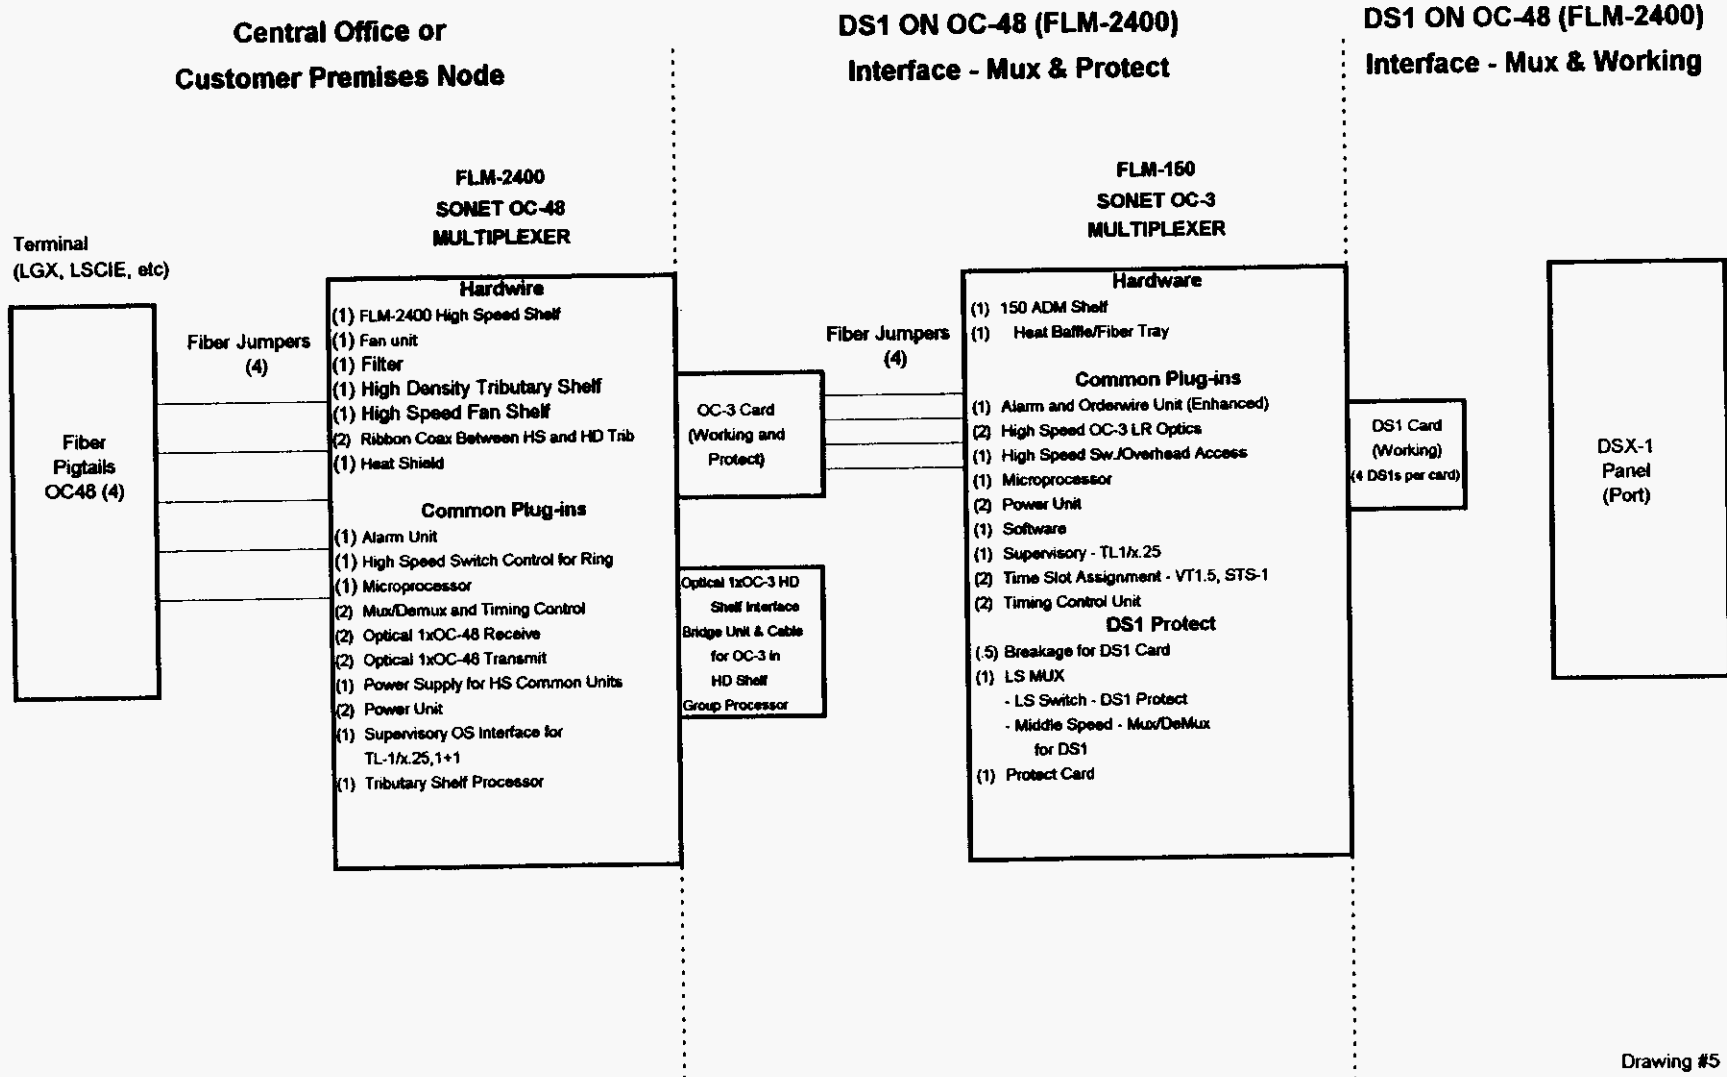 Central Office or
Customer Premises Node
DS1 ON OC-48 (FLM-2400)
Interface - Mux & Protect
DS1 ON OC-48 (FLM-2400)
Interface - Mux & Working
Terminal
(LGX, LSCIE, etc)
Fiber
Pigtails
OC48 (4)
Fiber Jumpers
(4)
FLM-2400
SONET OC-48
MULTIPLEXER
Hardwire
(1) FLM-2400 High Speed Shelf
(1) Fan unit
(1) Filter
(1) High Density Tributary Shelf
(1) High Speed Fan Shelf
(2) Ribbon Coax Between HS and HD Trib
(1) Heat Shield
Common Plug-ins
(1) Alarm Unit
(1) High Speed Switch Control for Ring
(1) Microprocessor
(2) Mux/Demux and Timing Control
(2) Optical 1xOC-48 Receive
(2) Optical 1xOC-48 Transmit
(1) Power Supply for HS Common Units
(2) Power Unit
(1) Supervisory OS Interface for
TL-1/x.25,1+1
(1) Tributary Shelf Processor
OC-3 Card
(Working and
Protect)
Optical 1xOC-3 HD
Shelf Interface
Bridge Unit & Cable
for OC-3 in
HD Shelf
Group Processor
Fiber Jumpers
(4)
FLM-150
SONET OC-3
MULTIPLEXER
Hardware
(1) 150 ADM Shelf
(1) Heat Baffle/Fiber Tray
Common Plug-ins
(1) Alarm and Orderwire Unit (Enhanced)
(2) High Speed OC-3 LR Optics
(1) High Speed Sw./Overhead Access
(1) Microprocessor
(2) Power Unit
(1) Software
(1) Supervisory - TL1/x.25
(2) Time Slot Assignment - VT1.5, STS-1
(2) Timing Control Unit
DS1 Protect
(.5) Breakage for DS1 Card
(1) LS MUX
- LS Switch - DS1 Protect
- Middle Speed - Mux/DeMux
for DS1
(1) Protect Card
DS1 Card
(Working)
(4 DS1s per card)
DSX-1
Panel
(Port)
Drawing #5